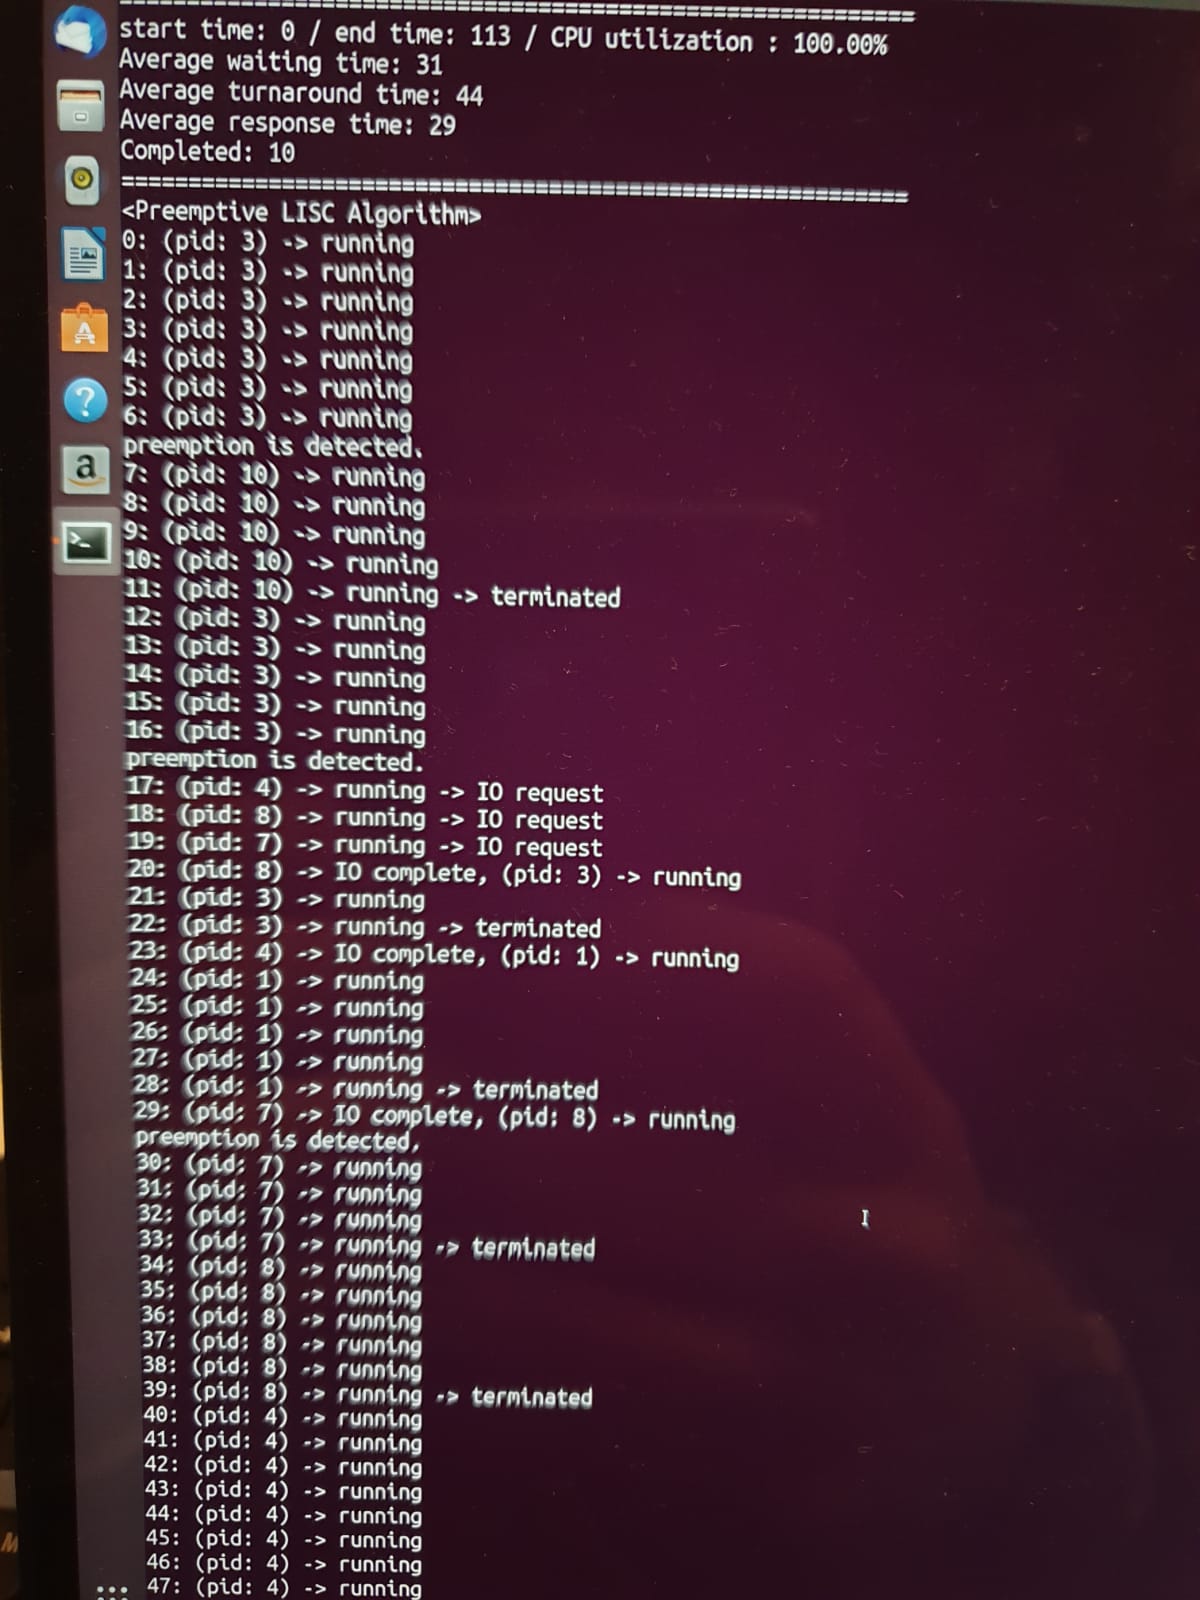 ================================================================
start time: 0 / end time: 113 / CPU utilization : 100.00%
Average waiting time: 31
Average turnaround time: 44
Average response time: 29
Completed: 10
================================================================
<Preemptive LISC Algorithm>
0: (pid: 3) -> running
1: (pid: 3) -> running
2: (pid: 3) -> running
3: (pid: 3) -> running
4: (pid: 3) -> running
5: (pid: 3) -> running
6: (pid: 3) -> running
preemption is detected.
7: (pid: 10) -> running
8: (pid: 10) -> running
9: (pid: 10) -> running
10: (pid: 10) -> running
11: (pid: 10) -> running -> terminated
12: (pid: 3) -> running
13: (pid: 3) -> running
14: (pid: 3) -> running
15: (pid: 3) -> running
16: (pid: 3) -> running
preemption is detected.
17: (pid: 4) -> running -> IO request
18: (pid: 8) -> running -> IO request
19: (pid: 7) -> running -> IO request
20: (pid: 8) -> IO complete, (pid: 3) -> running
21: (pid: 3) -> running
22: (pid: 3) -> running -> terminated
23: (pid: 4) -> IO complete, (pid: 1) -> running
24: (pid: 1) -> running
25: (pid: 1) -> running
26: (pid: 1) -> running
27: (pid: 1) -> running
28: (pid: 1) -> running -> terminated
29: (pid: 7) -> IO complete, (pid: 8) -> running
preemption is detected.
30: (pid: 7) -> running
31: (pid: 7) -> running
32: (pid: 7) -> running
33: (pid: 7) -> running -> terminated
34: (pid: 8) -> running
35: (pid: 8) -> running
36: (pid: 8) -> running
37: (pid: 8) -> running
38: (pid: 8) -> running
39: (pid: 8) -> running -> terminated
40: (pid: 4) -> running
41: (pid: 4) -> running
42: (pid: 4) -> running
43: (pid: 4) -> running
44: (pid: 4) -> running
45: (pid: 4) -> running
46: (pid: 4) -> running
47: (pid: 4) -> running